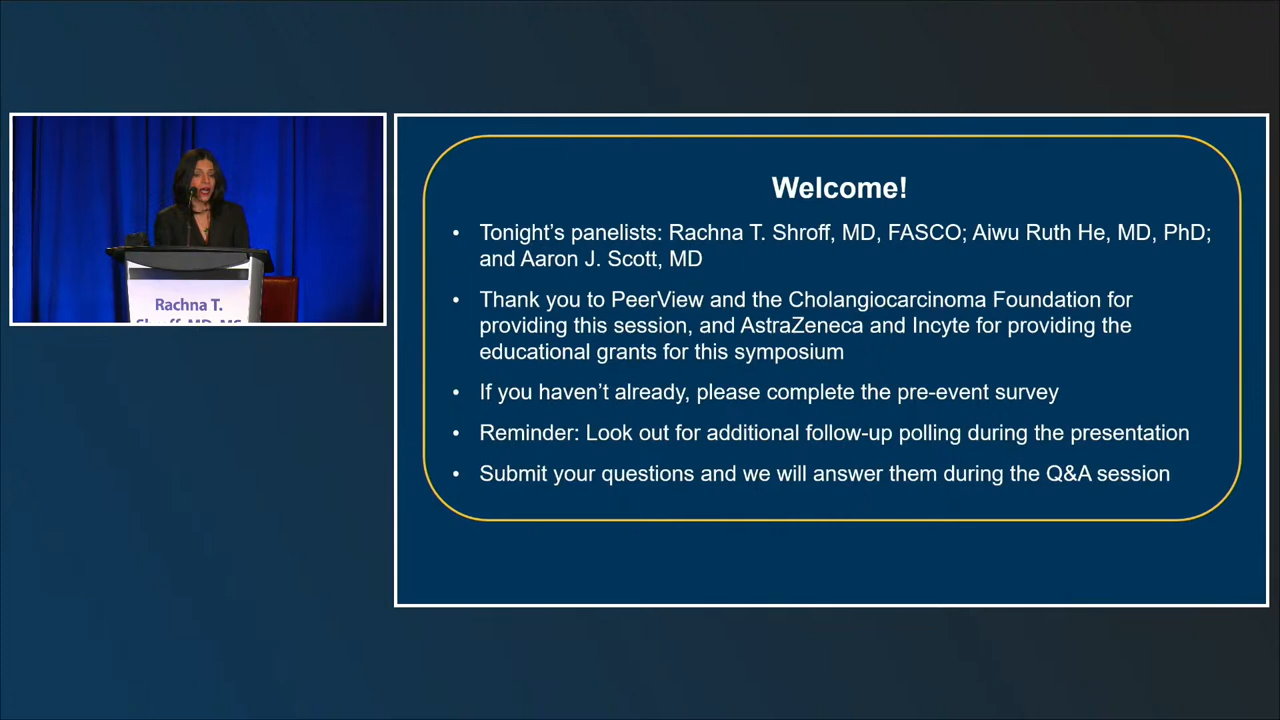 Rachna T.
Shroff, MD, MS
Welcome!
• Tonight’s panelists: Rachna T. Shroff, MD, FASCO; Aiwu Ruth He, MD, PhD;
and Aaron J. Scott, MD
• Thank you to PeerView and the Cholangiocarcinoma Foundation for
providing this session, and AstraZeneca and Incyte for providing the
educational grants for this symposium
• If you haven’t already, please complete the pre-event survey
• Reminder: Look out for additional follow-up polling during the presentation
• Submit your questions and we will answer them during the Q&A session